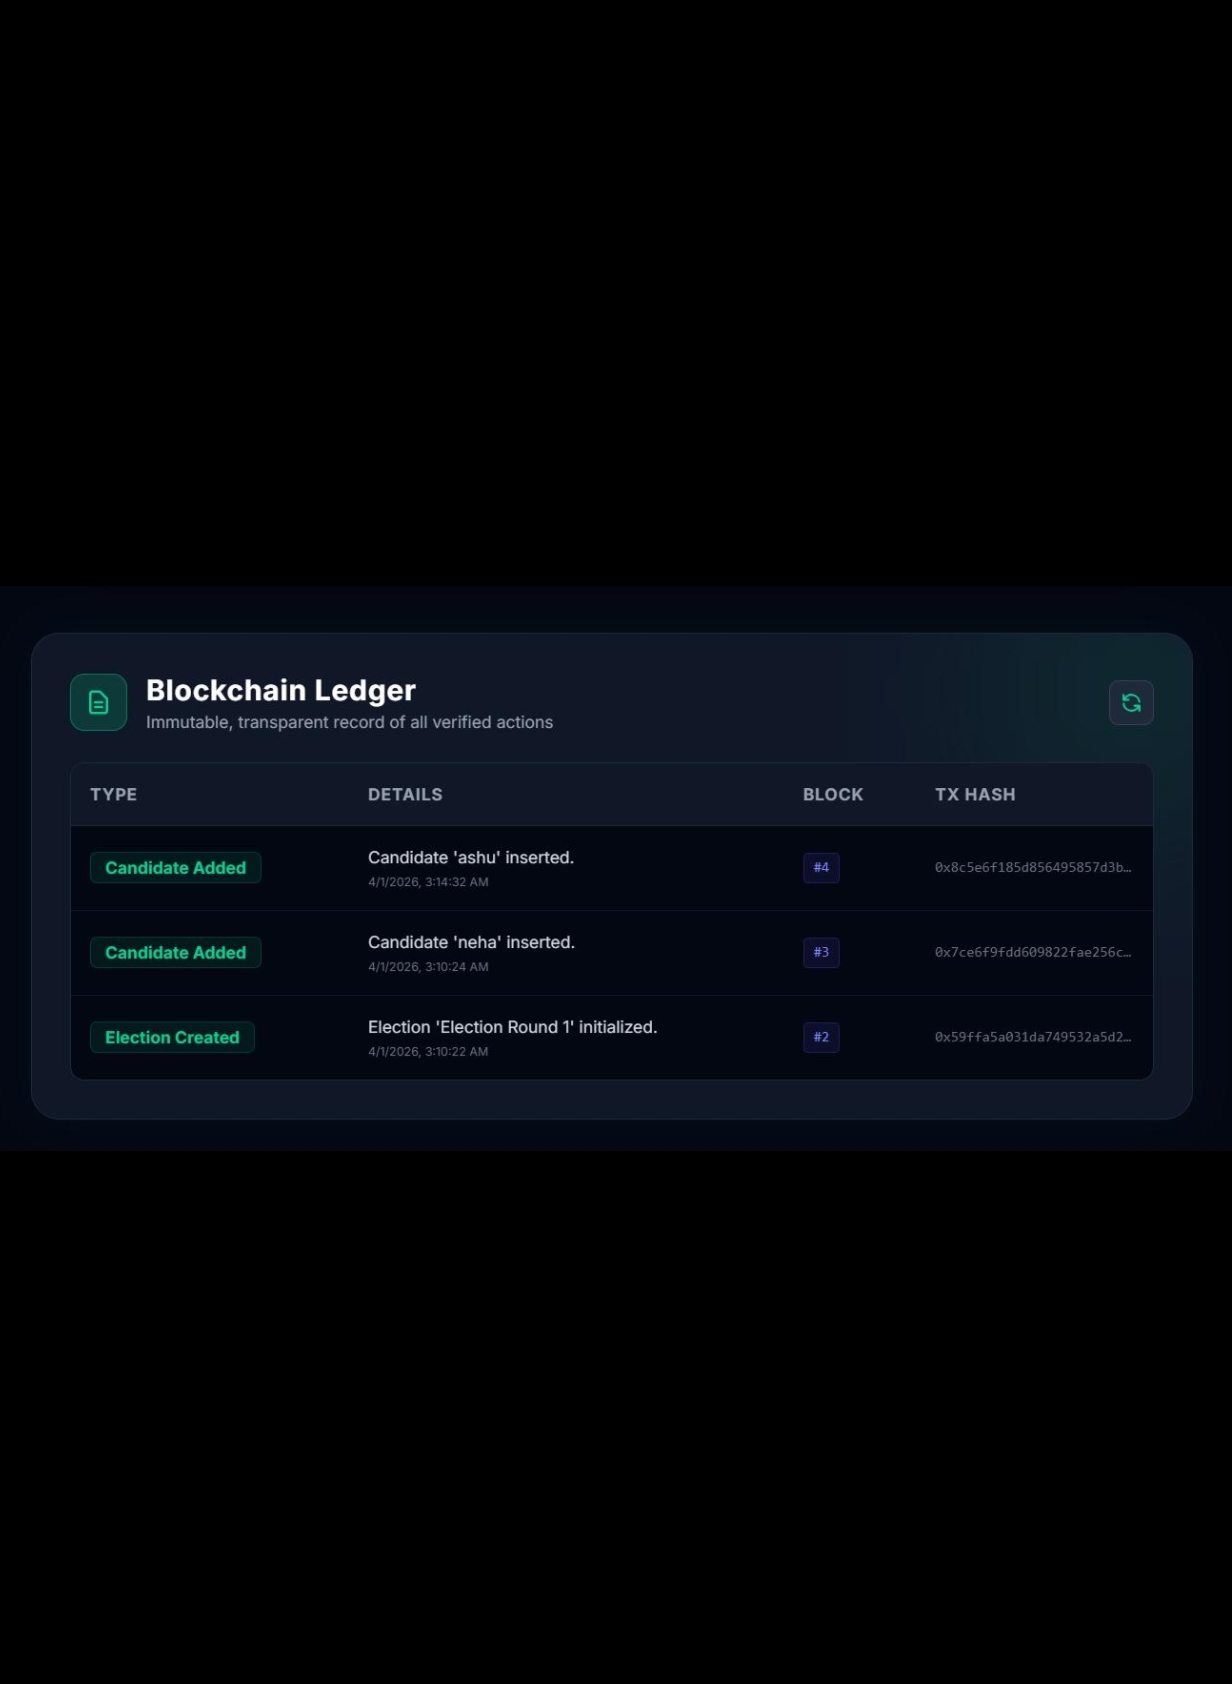 Blockchain Ledger
Immutable, transparent record of all verified actions
TYPE DETAILS BLOCK TX HASH
Candidate Added Candidate 'ashu' inserted. #4 0x8c5e6f185d856495857d3b…
4/1/2026, 3:14:32 AM
Candidate Added Candidate 'neha' inserted. #3 0x7ce6f9fdd609822fae256c…
4/1/2026, 3:10:24 AM
Election Created Election 'Election Round 1' initialized. #2 0x59ffa5a031da749532a5d2…
4/1/2026, 3:10:22 AM